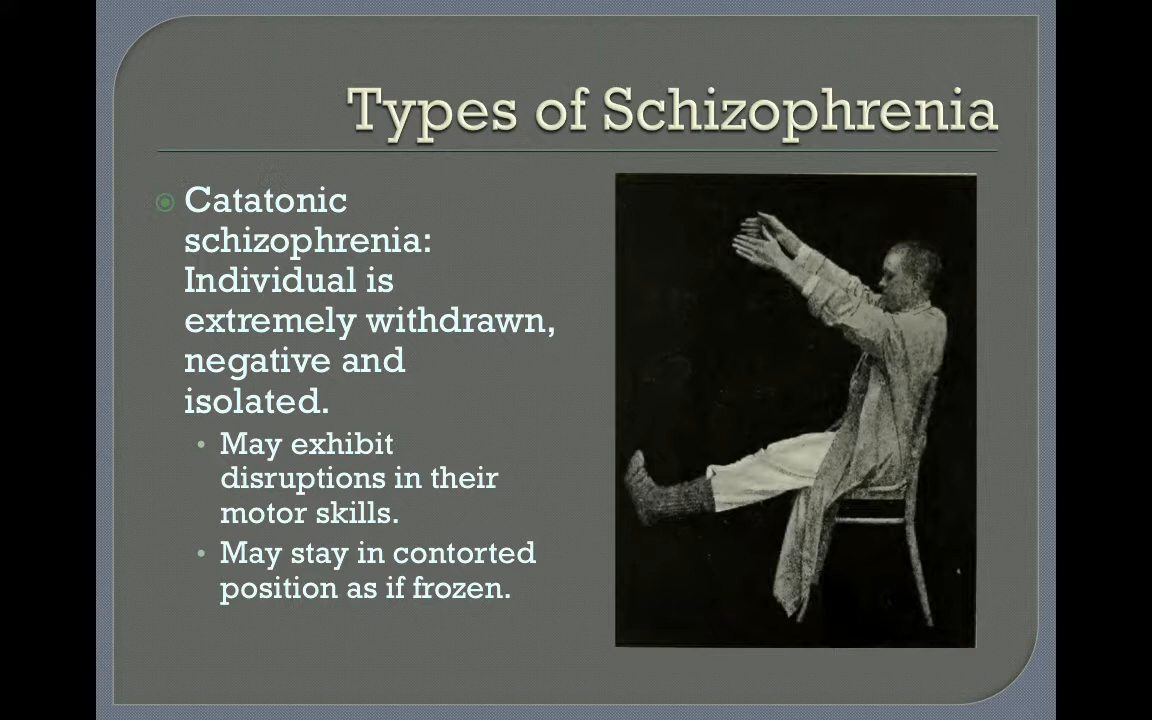 Types of Schizophrenia
Catatonic
schizophrenia:
Individual is
extremely withdrawn,
negative and
isolated.
• May exhibit
disruptions in their
motor skills.
• May stay in contorted
position as if frozen.